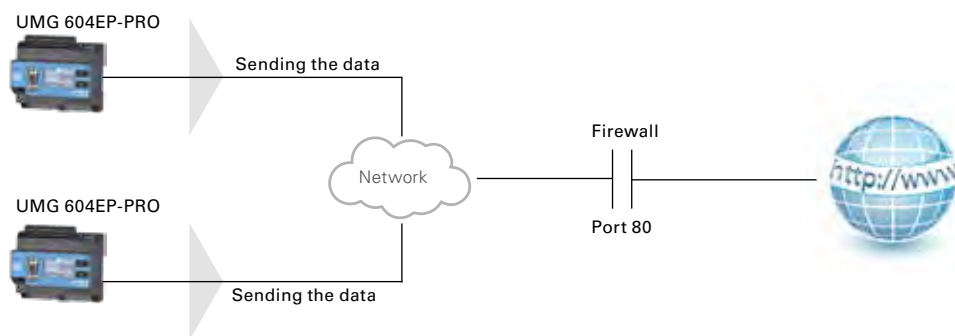 UMG 604EP-PRO
Sending the data
Firewall
Network
http://www
UMG 604EP-PRO
Port 80
Sending the data